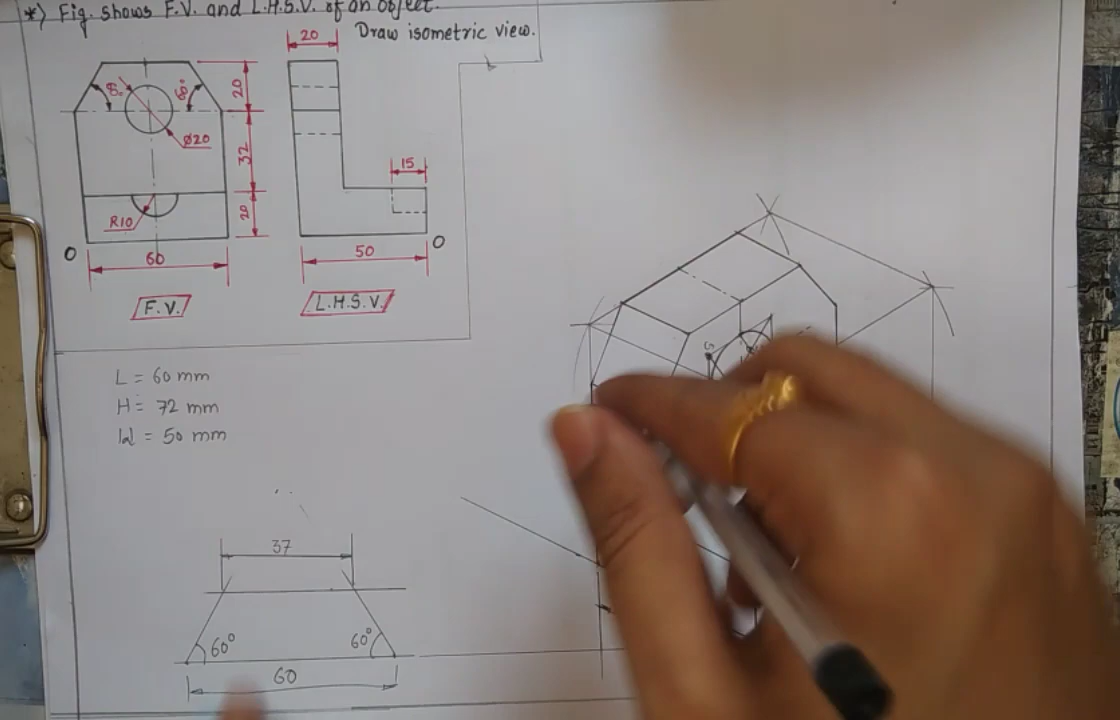 *) Fig. shows F.V. and L.H.S.V. of an object.
Draw isometric view.
20
60°
20
Ø20
32
15
R10
20
O
60
50
O
F.V.
L.H.S.V.
L = 60 mm
H = 72 mm
W = 50 mm
37
60°
60°
60